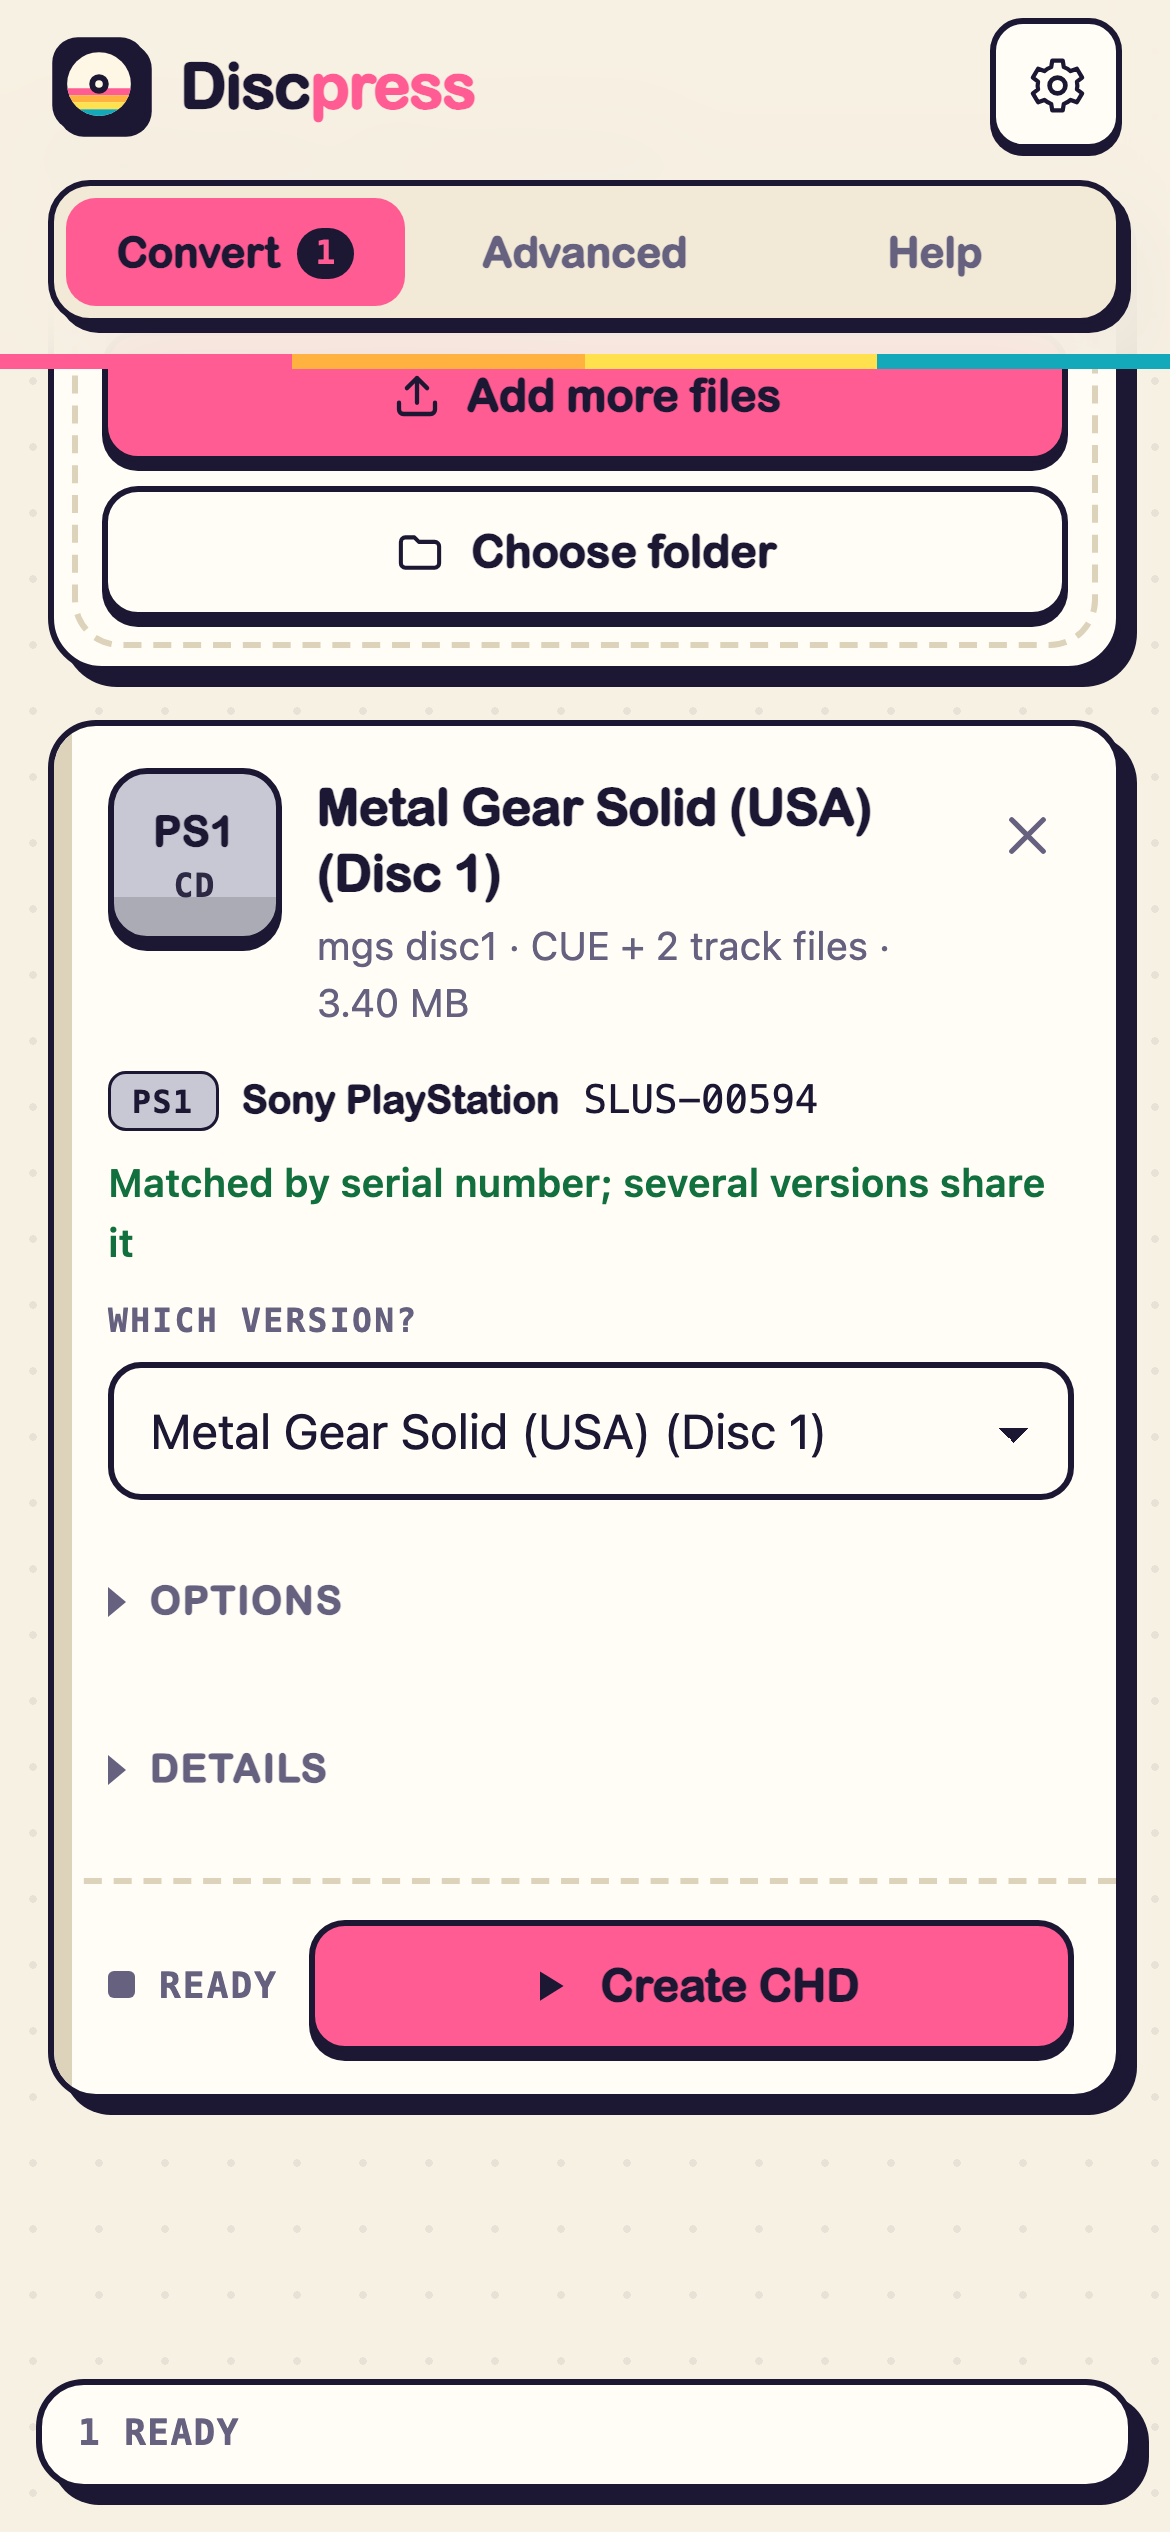 Discpress
Convert 1
Advanced
Help
Add more files
Choose folder
PS1
CD
Metal Gear Solid (USA)
(Disc 1)
mgs disc1 · CUE + 2 track files ·
3.40 MB
PS1 Sony PlayStation SLUS-00594
Matched by serial number; several versions share
it
WHICH VERSION?
Metal Gear Solid (USA) (Disc 1)
OPTIONS
DETAILS
READY
Create CHD
1 READY